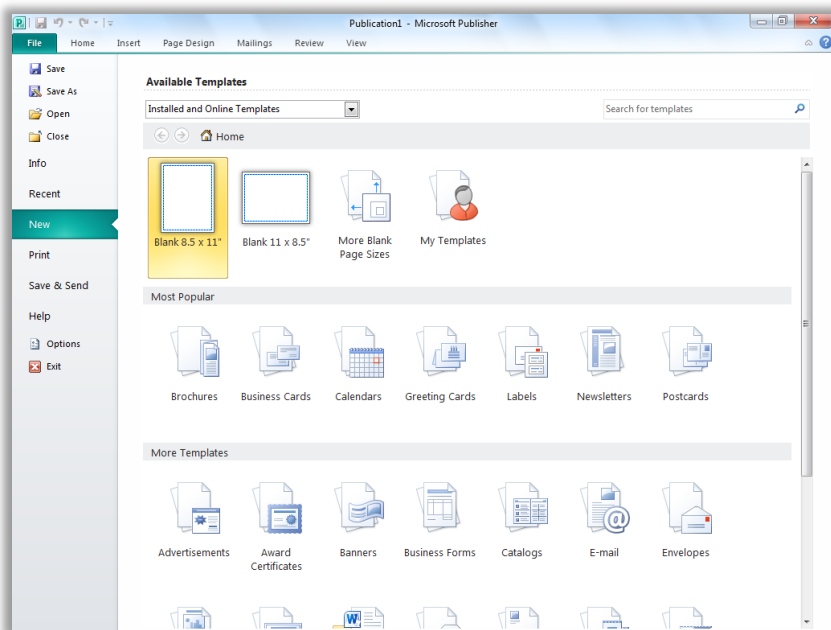 Publication1 - Microsoft Publisher
File Home Insert Page Design Mailings Review View
Save
Save As
Open
Close
Info
Recent
New
Print
Save & Send
Help
Options
Exit
Available Templates
Installed and Online Templates
Search for templates
Home
Blank 8.5 x 11"
Blank 11 x 8.5"
More Blank
Page Sizes
My Templates
Most Popular
Brochures
Business Cards
Calendars
Greeting Cards
Labels
Newsletters
Postcards
More Templates
Advertisements
Award
Certificates
Banners
Business Forms
Catalogs
E-mail
Envelopes